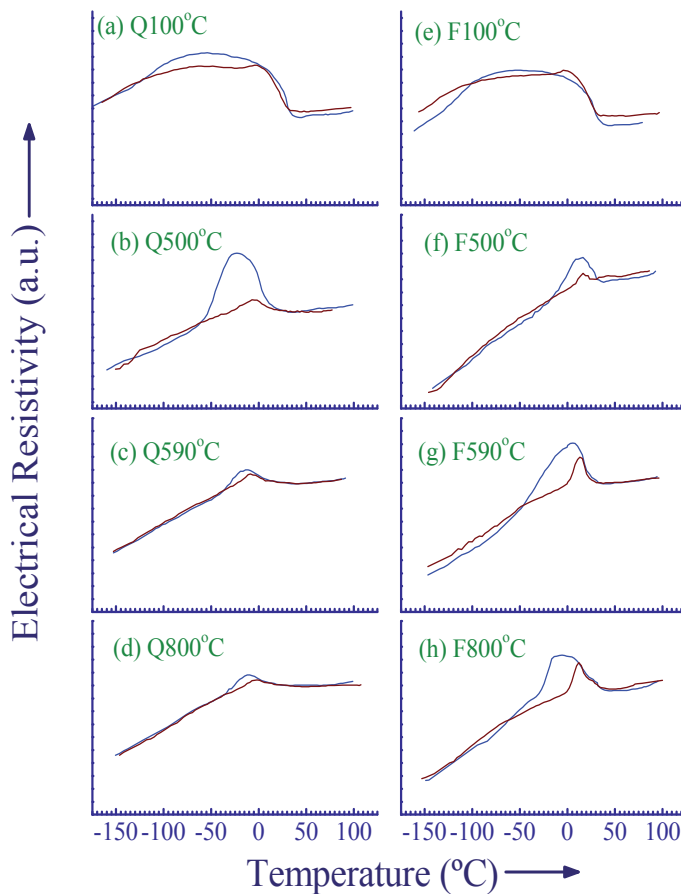 (a) Q100°C
(e) F100°C
(b) Q500°C
(f) F500°C
(c) Q590°C
(g) F590°C
(d) Q800°C
(h) F800°C
Electrical Resistivity (a.u.)
-150 -100 -50 0 50 100
-150 -100 -50 0 50 100
Temperature (ºC)